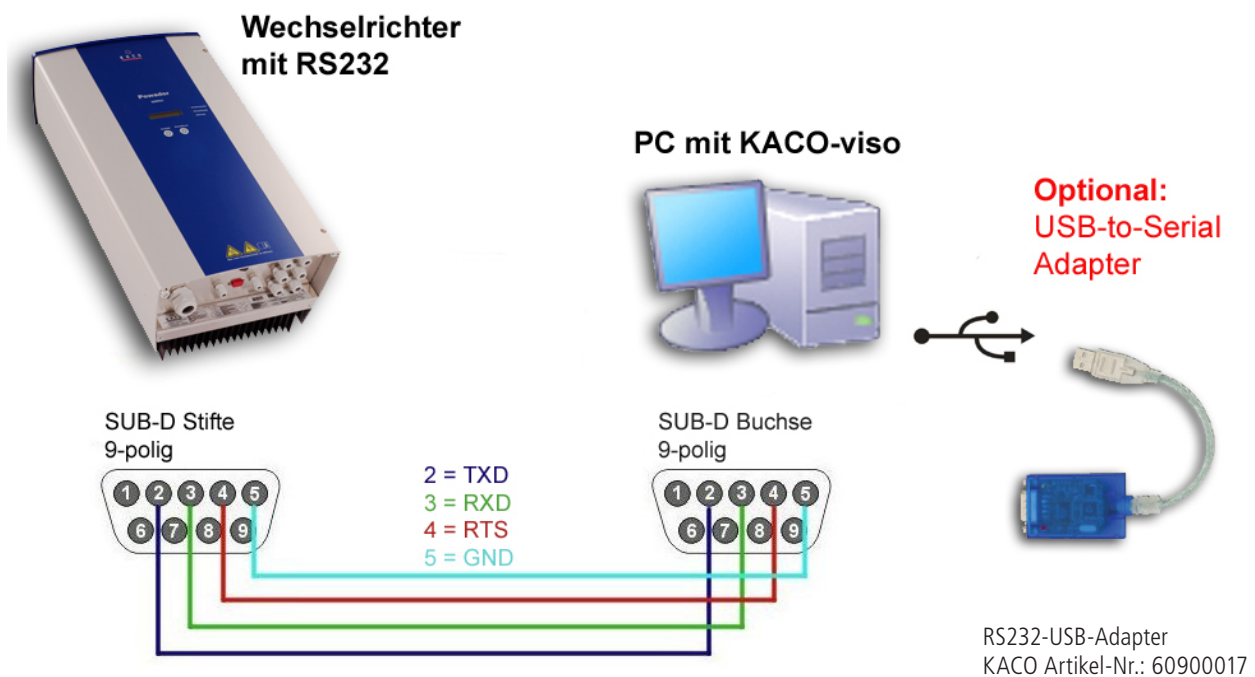 Wechselrichter
mit RS232
KACO
Powador
PC mit KACO-viso
Optional:
USB-to-Serial
Adapter
SUB-D Stifte
9-polig
1 2 3 4 5
6 7 8 9
2 = TXD
3 = RXD
4 = RTS
5 = GND
SUB-D Buchse
9-polig
1 2 3 4 5
6 7 8 9
RS232-USB-Adapter
KACO Artikel-Nr.: 60900017